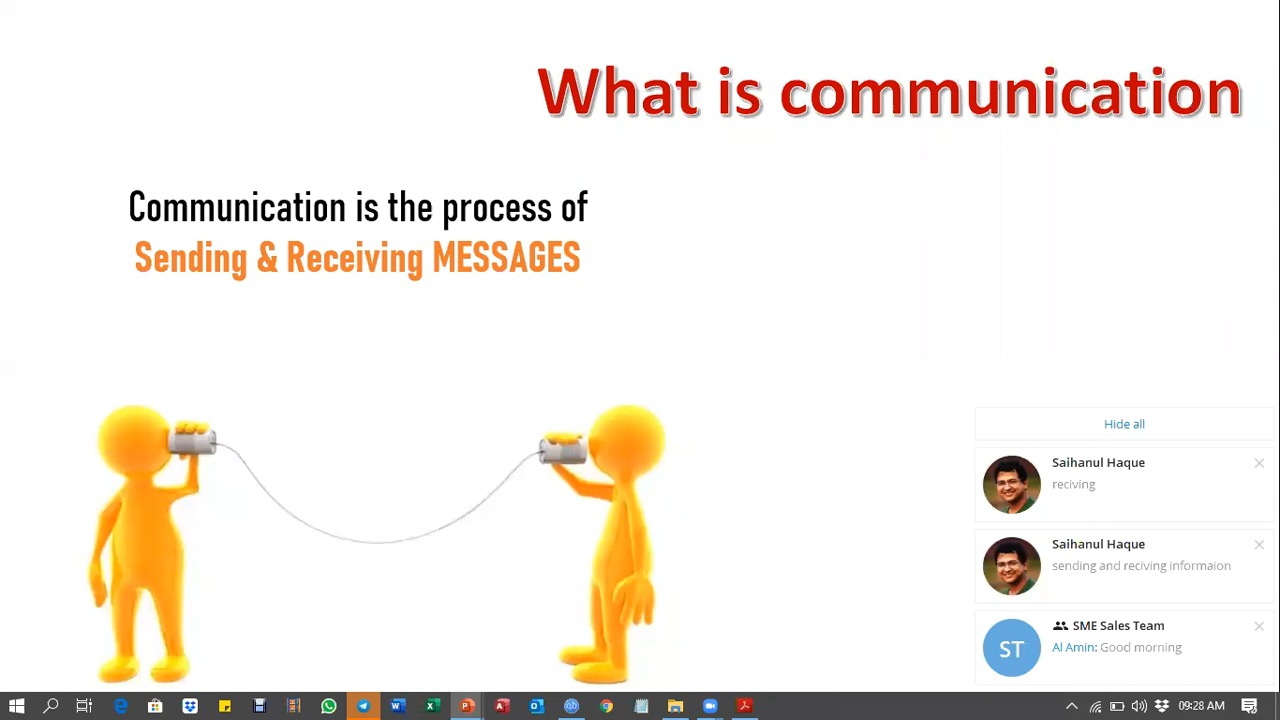 What is communication
Communication is the process of
Sending & Receiving MESSAGES
Hide all
Saihanul Haque
reciving
Saihanul Haque
sending and reciving informaion
SME Sales Team
ST
Al Amin: Good morning
09:28 AM